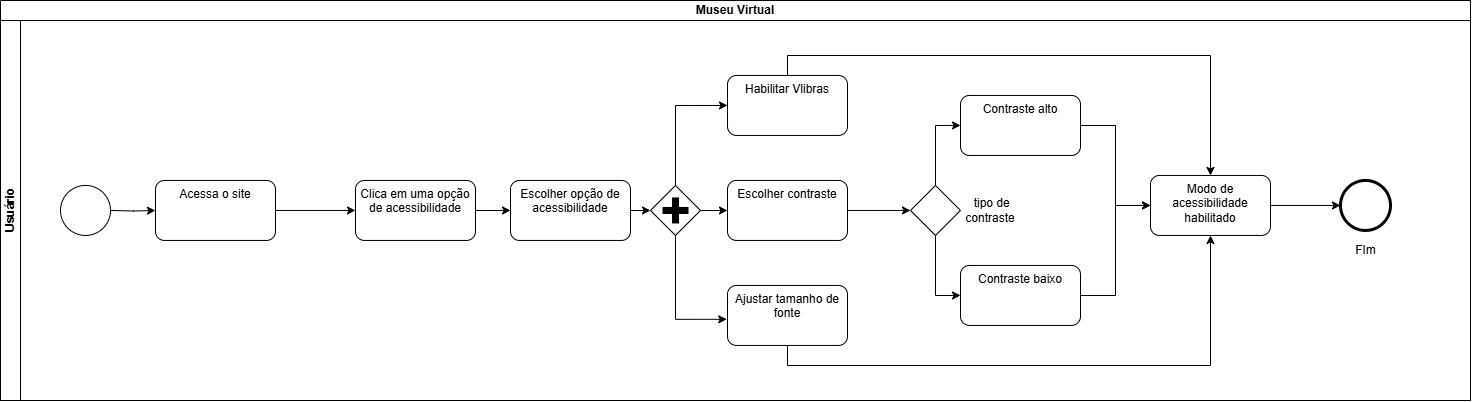 Museu Virtual
Usuário
Acessa o site
Clica em uma opção
de acessibilidade
Escolher opção de
acessibilidade
Habilitar Vlibras
Escolher contraste
Ajustar tamanho de
fonte
tipo de
contraste
Contraste alto
Contraste baixo
Modo de
acessibilidade
habilitado
FIm